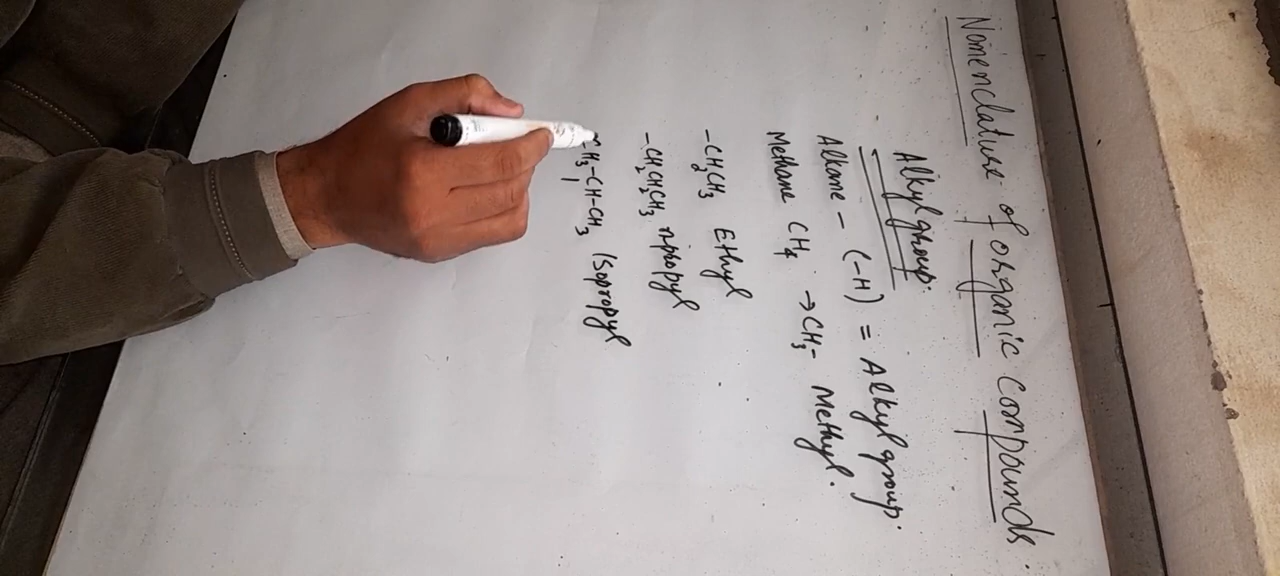 Nomenclature of organic compounds
Alkyl group.
Alkane - (-H) = Alkyl group.
Methane CH4 → CH3- Methyl.
-CH2CH3 Ethyl
-CH2CH2CH3 npropyl
CH3-CH-CH3 Isopropyl